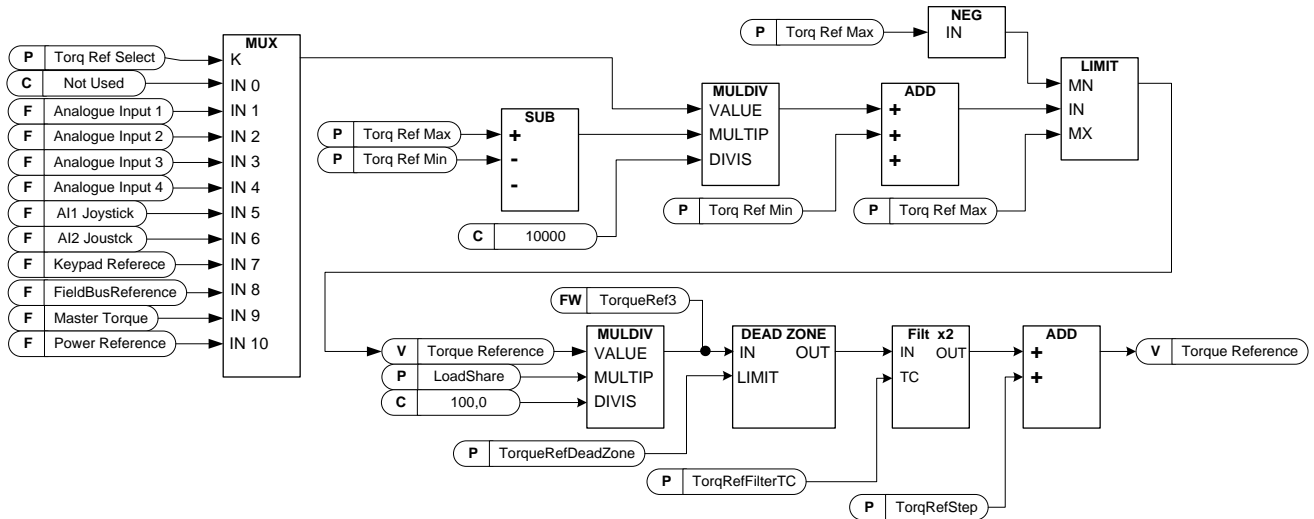 MUX
P Torq Ref Select K
C Not Used IN 0
F Analogue Input 1 IN 1
F Analogue Input 2 IN 2
F Analogue Input 3 IN 3
F Analogue Input 4 IN 4
F AI1 Joystick IN 5
F AI2 Joustck IN 6
F Keypad Referece IN 7
F FieldBusReference IN 8
F Master Torque IN 9
F Power Reference IN 10
SUB
P Torq Ref Max +
P Torq Ref Min -
-
C 10000
MULDIV
VALUE
MULTIP
DIVIS
P Torq Ref Min
ADD
+
+
+
P Torq Ref Max
NEG
IN
P Torq Ref Max
LIMIT
MN
IN
MX
FW TorqueRef3
V Torque Reference
P LoadShare
C 100,0
MULDIV
VALUE
MULTIP
DIVIS
P TorqueRefDeadZone
DEAD ZONE
IN OUT
LIMIT
P TorqRefFilterTC
Filt x2
IN OUT
TC
P TorqRefStep
ADD
+
+
V Torque Reference